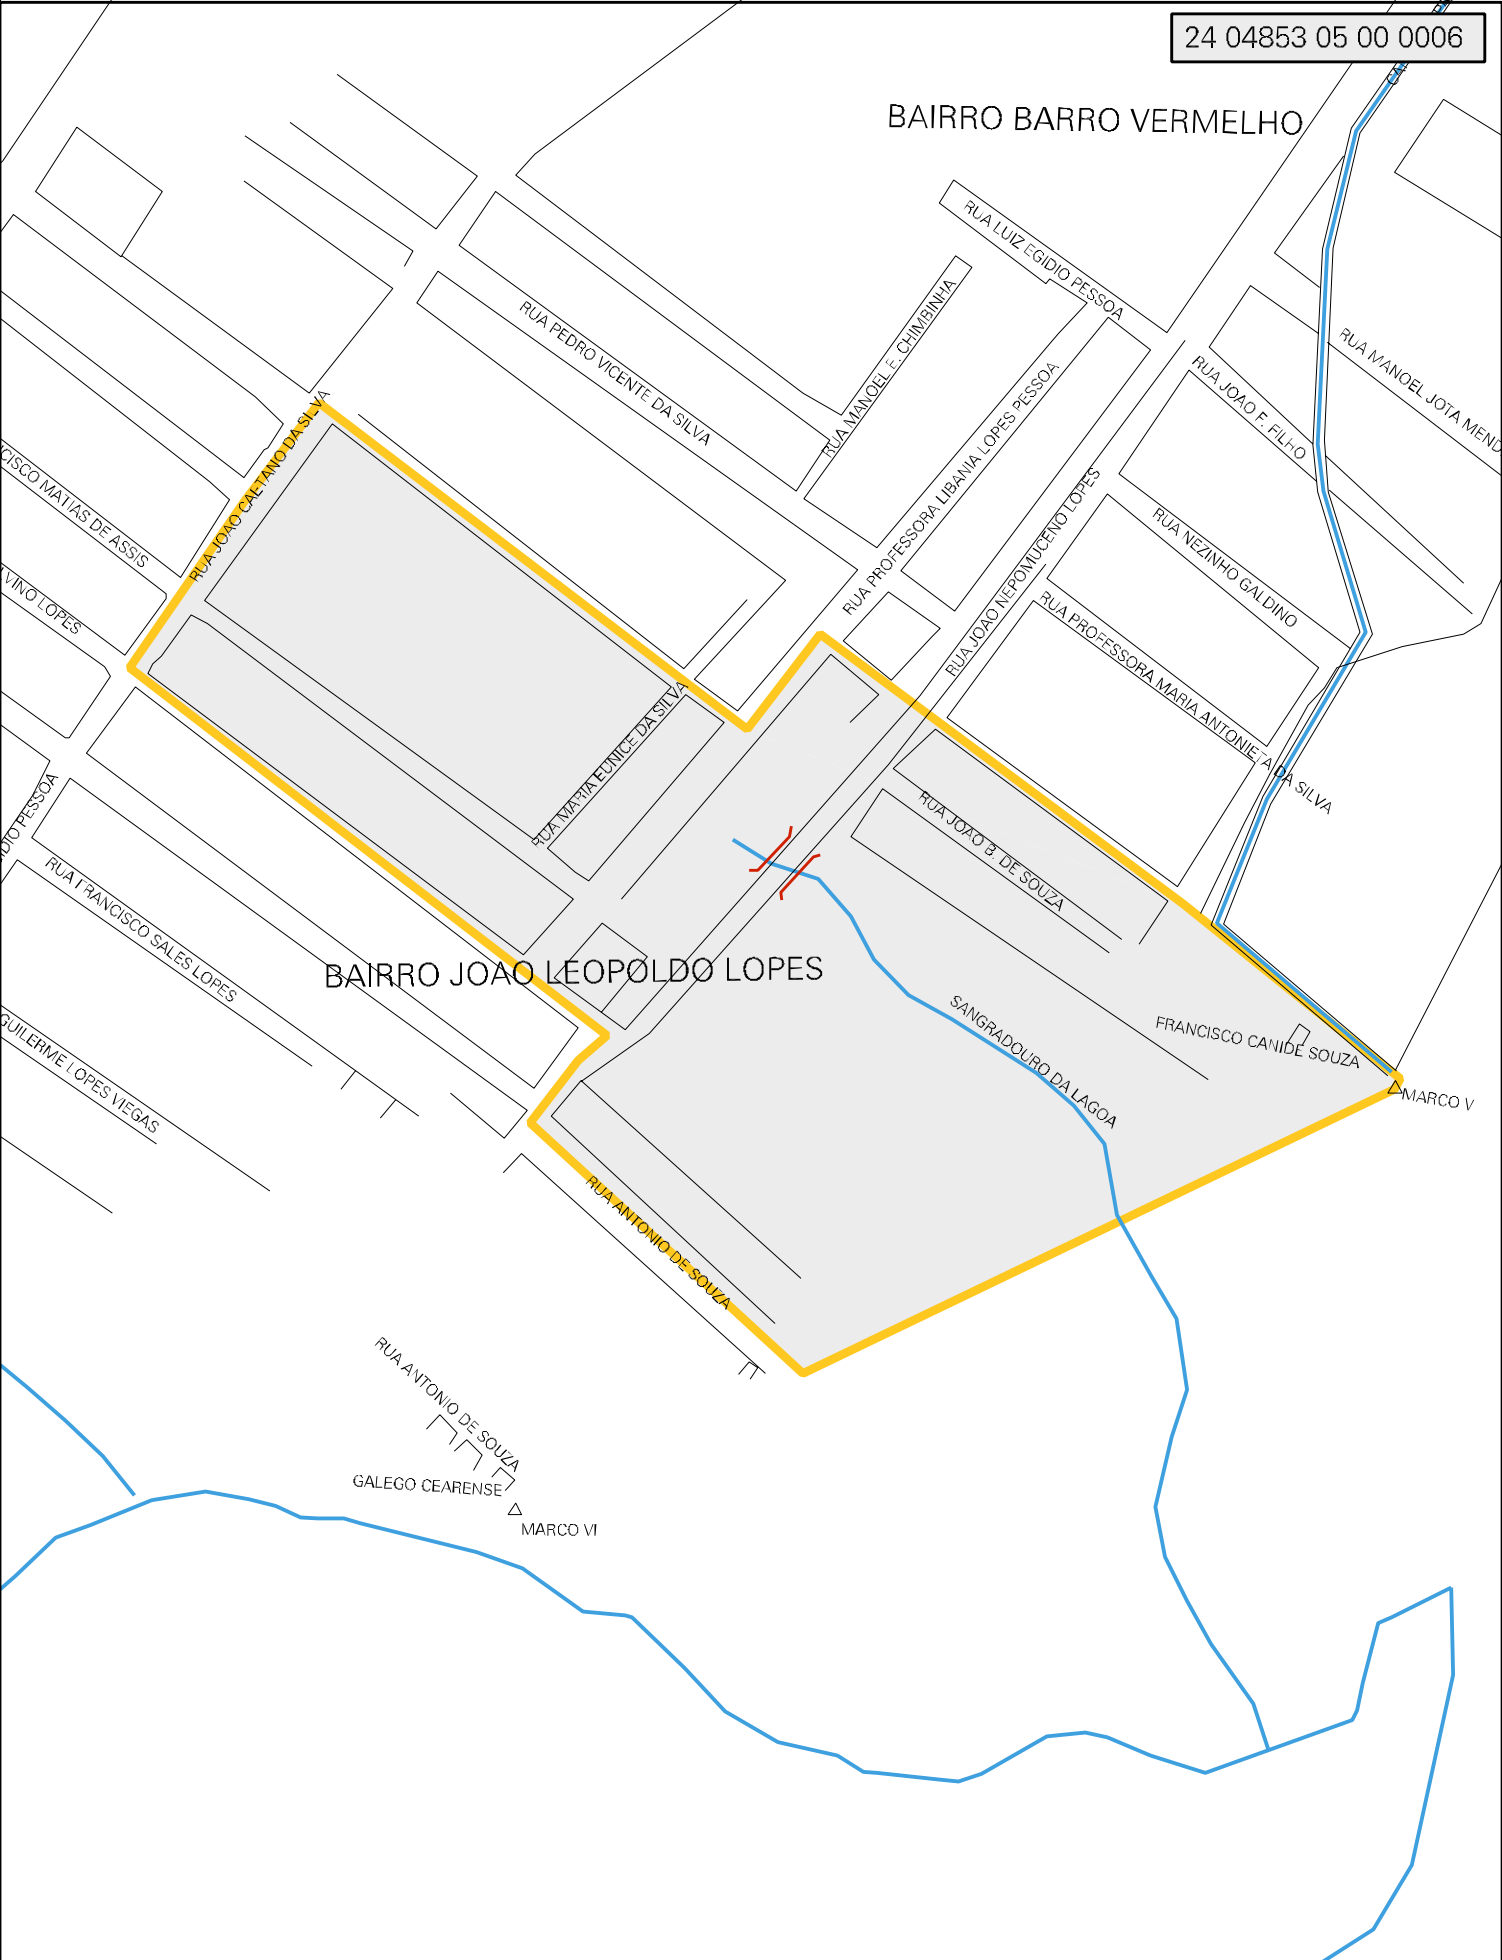 24 04853 05 00 0006
BAIRRO BARRO VERMELHO
RUA LUIZ EGIDIO PESSOA
RUA MANOEL E. CHIMBINHA
RUA PEDRO VICENTE DA SILVA
RUA MANOEL JOTA MEND
RUA JOAO F. FILHO
RUA PROFESSORA LIBANIA LOPES PESSOA
RUA JOAO CAETANO DA SILVA
CISCO MATIAS DE ASSIS
RUA JOAO NEPOMUCENO LOPES
RUA NEZINHO GALDINO
VINO LOPES
RUA PROFESSORA MARIA ANTONIETA DA SILVA
RUA MARIA EUNICE DA SILVA
DIO PESSOA
RUA JOAO B. DE SOUZA
RUA FRANCISCO SALES LOPES
BAIRRO JOAO LEOPOLDO LOPES
SANGRADOURO DA LAGOA
FRANCISCO CANIDE SOUZA
GUILERME LOPES VIEGAS
MARCO V
RUA ANTONIO DE SOUZA
RUA ANTONIO DE SOUZA
GALEGO CEARENSE
MARCO VI